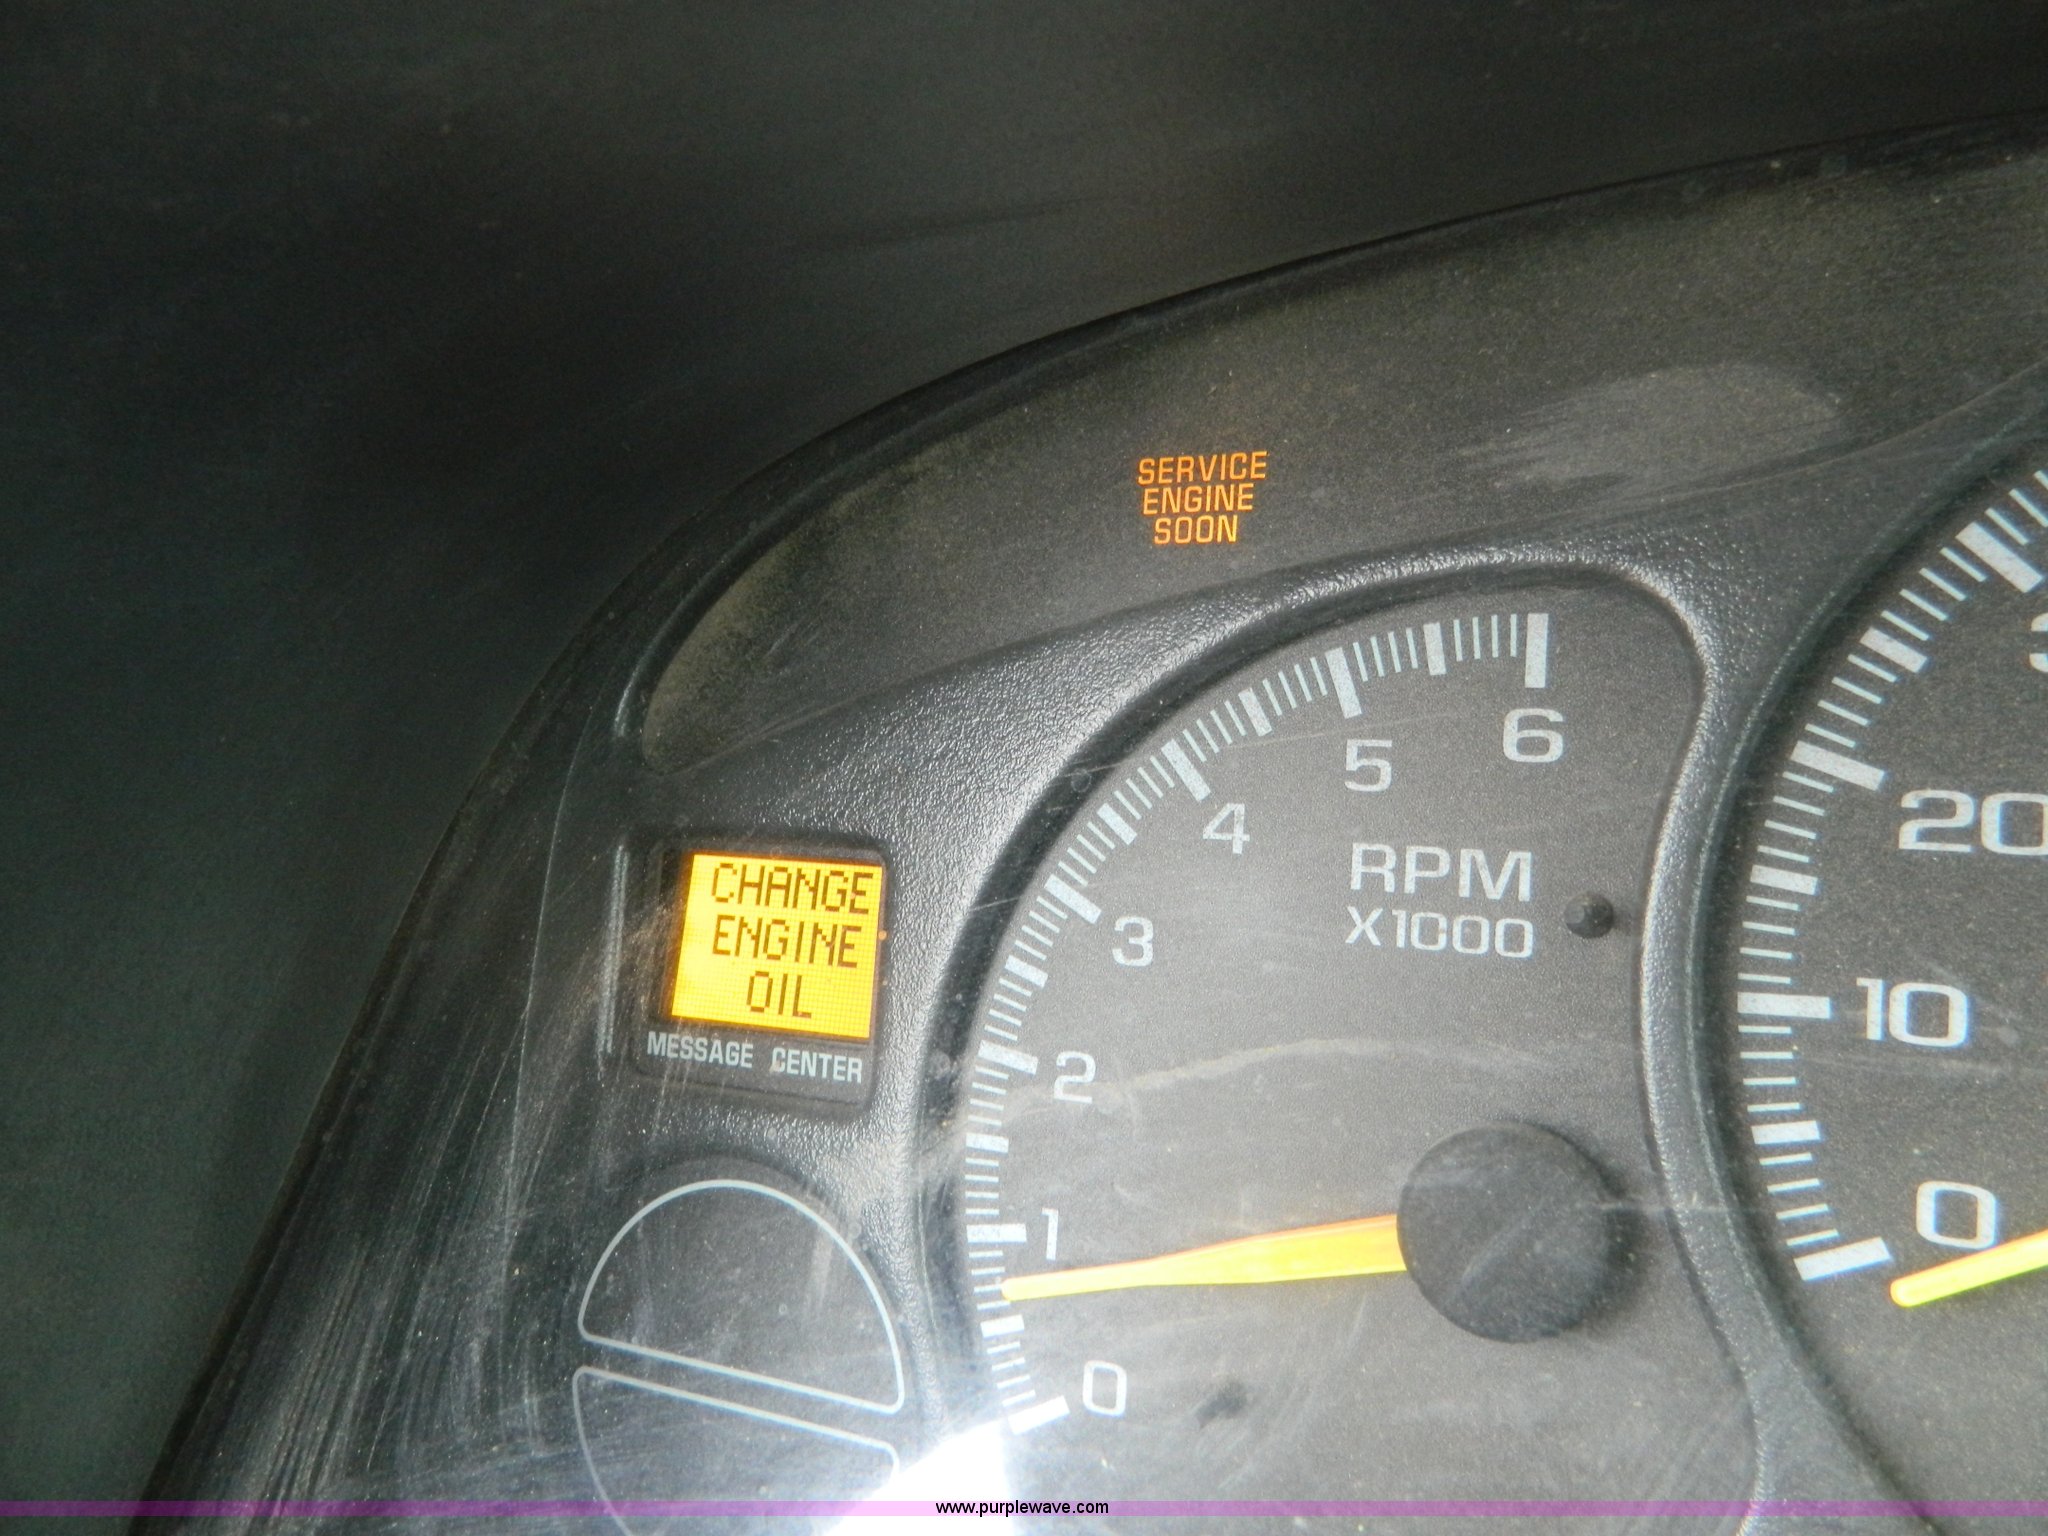 SERVICE
ENGINE
SOON
6
5
4
3
2
1
0
RPM
X1000
20
10
0
CHANGE
ENGINE
OIL
MESSAGE CENTER
www.purplewave.com